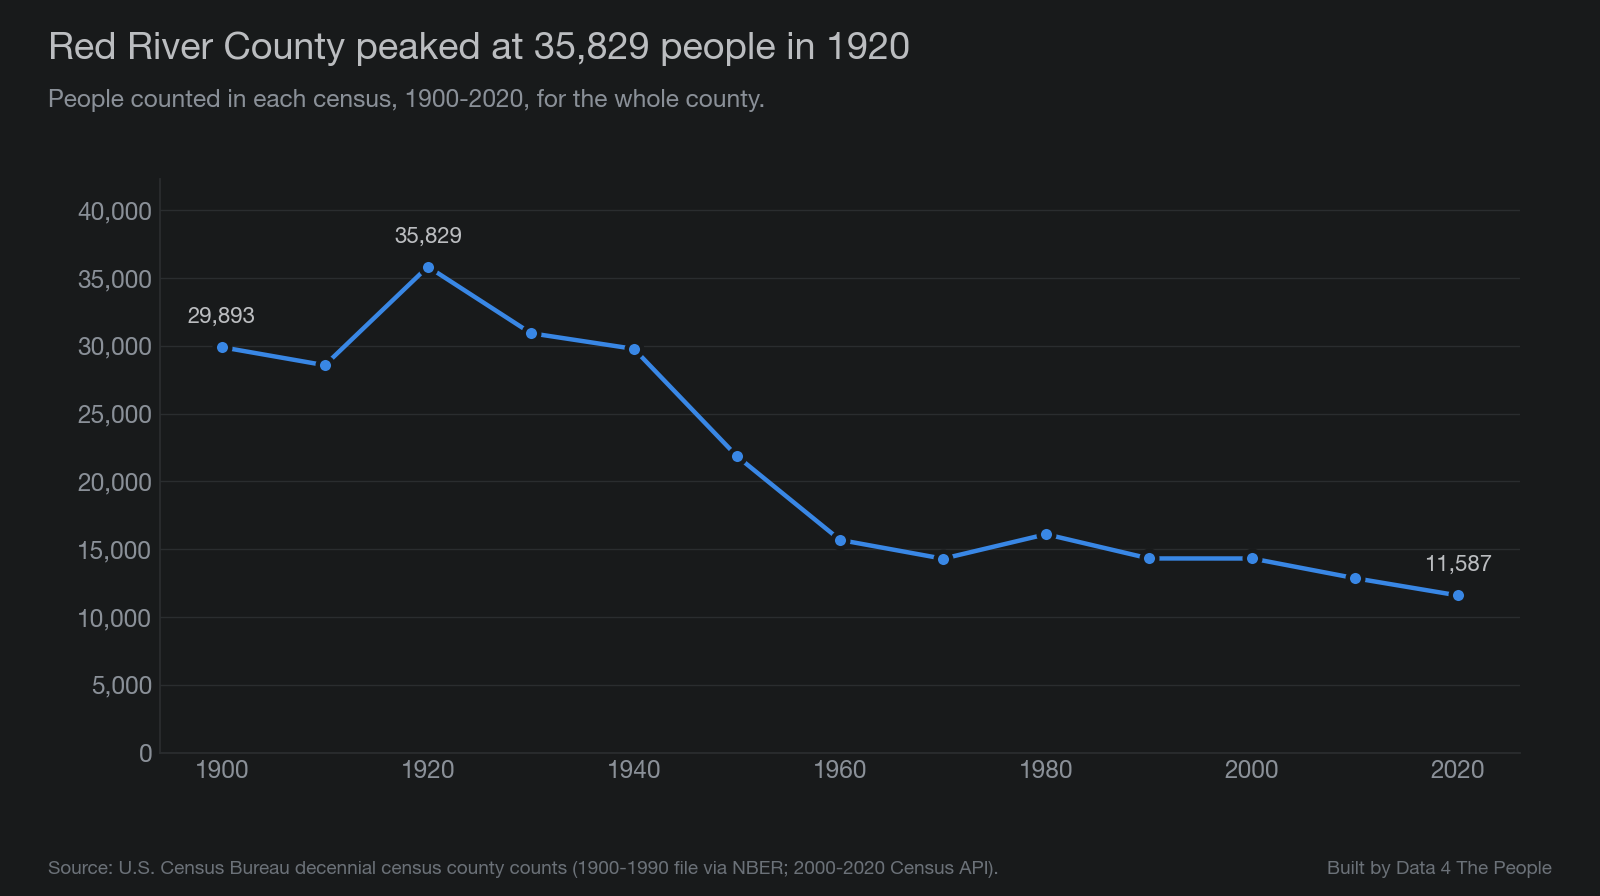 Red River County peaked at 35,829 people in 1920
People counted in each census, 1900-2020, for the whole county.
40,000
35,000
30,000
25,000
20,000
15,000
10,000
5,000
0
29,893
35,829
11,587
1900 1920 1940 1960 1980 2000 2020
Source: U.S. Census Bureau decennial census county counts (1900-1990 file via NBER; 2000-2020 Census API).
Built by Data 4 The People